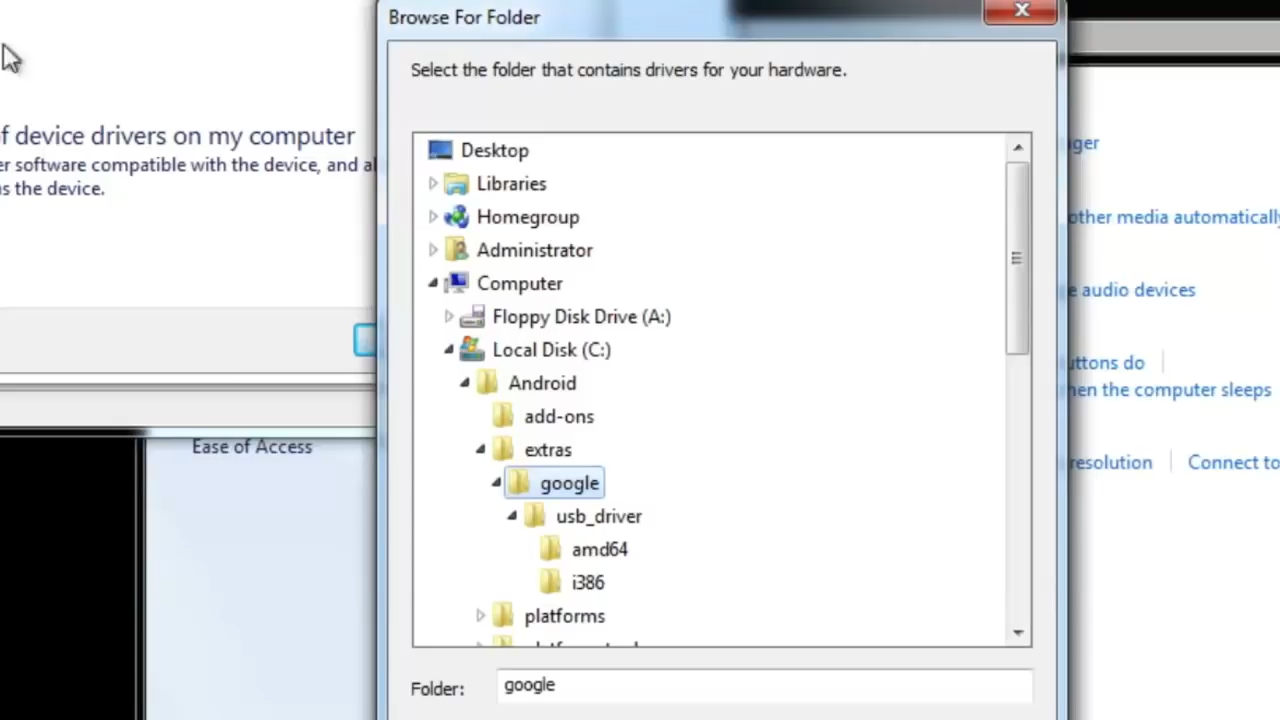 Browse For Folder
Select the folder that contains drivers for your hardware.
f device drivers on my computer
er software compatible with the device, and al
as the device.
Desktop
Libraries
Homegroup
Administrator
Computer
Floppy Disk Drive (A:)
Local Disk (C:)
Android
add-ons
extras
google
usb_driver
amd64
i386
platforms
Folder: google
Ease of Access
ger
other media automatically
e audio devices
uttons do
hen the computer sleeps
resolution
Connect to